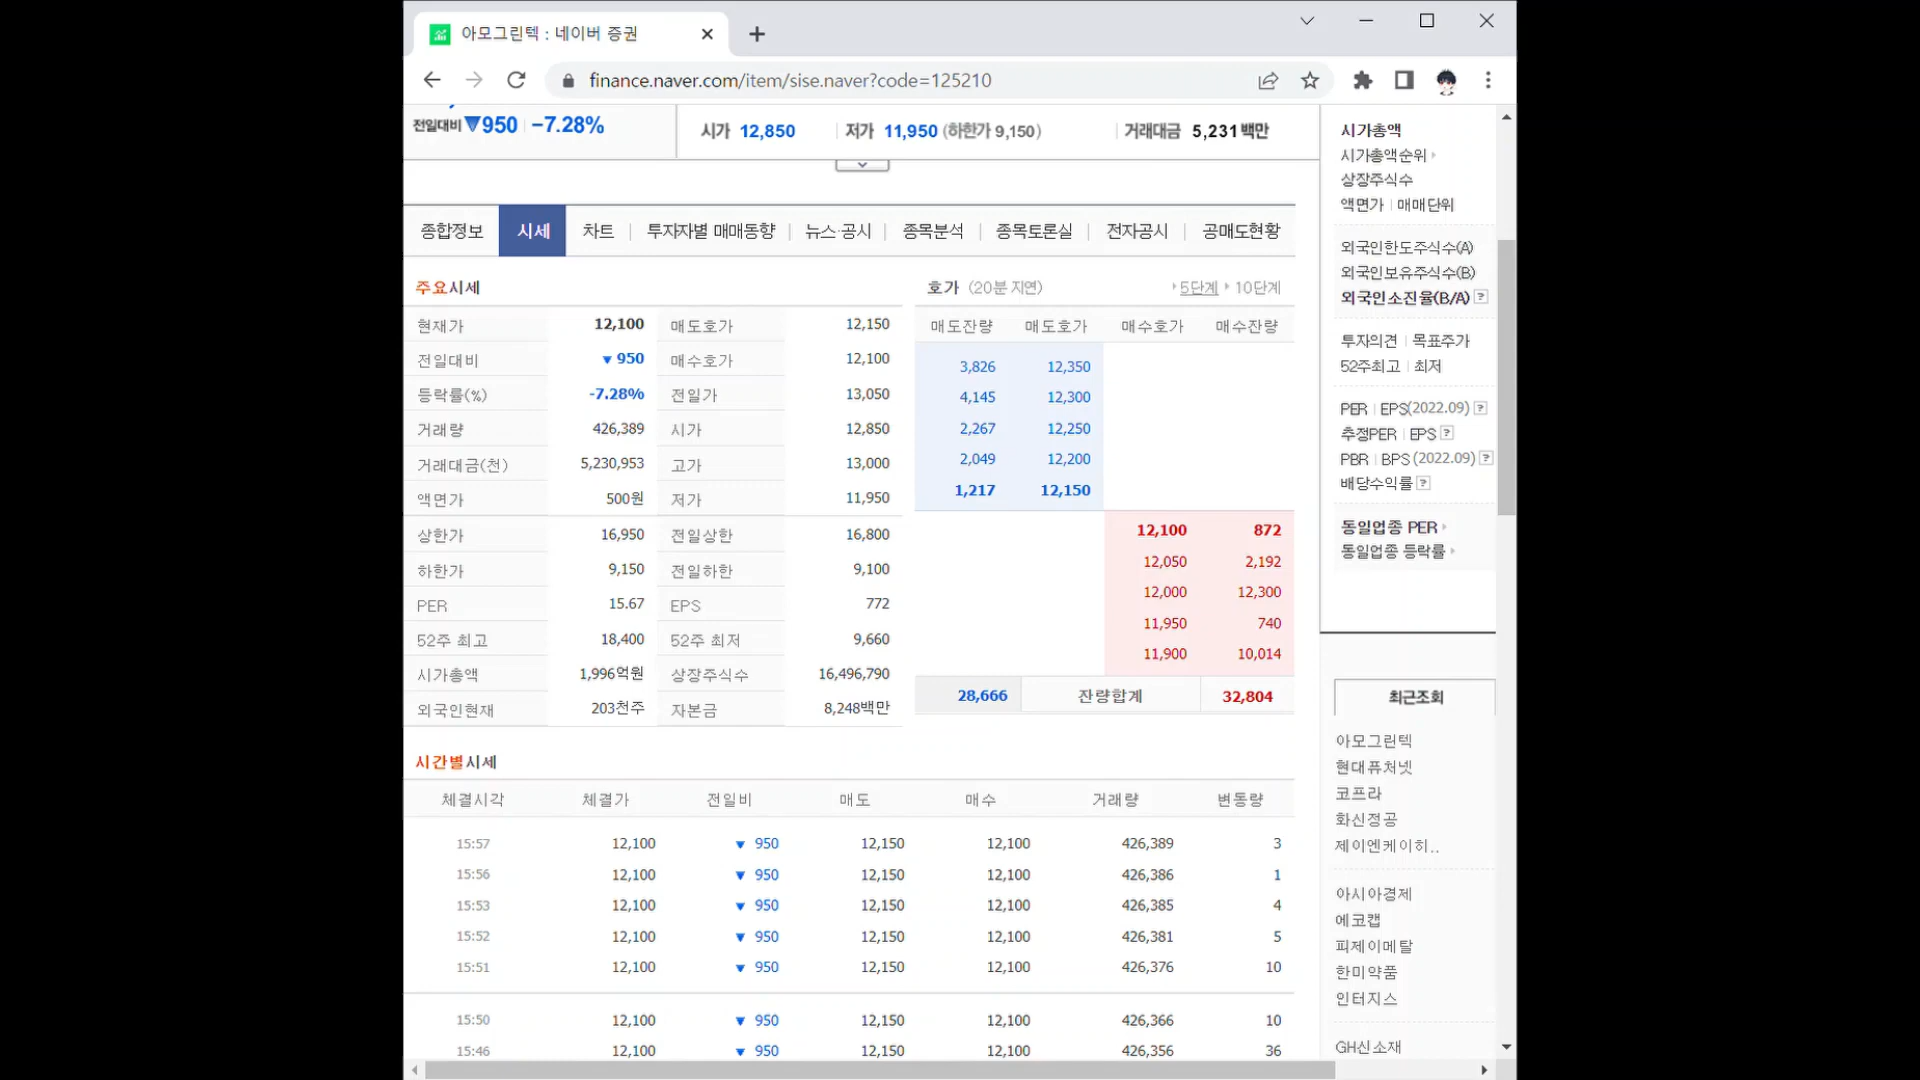 아모그린텍 : 네이버 증권
finance.naver.com/item/sise.naver?code=125210
전일대비 ▼950 −7.28%
시가 12,850 저가 11,950 (하한가 9,150) 거래대금 5,231백만
종합정보 시세 차트 투자자별 매매동향 뉴스·공시 종목분석 종목토론실 전자공시 공매도현황
주요시세
현재가 12,100 매도호가 12,150
전일대비 ▼ 950 매수호가 12,100
등락률(%) -7.28% 전일가 13,050
거래량 426,389 시가 12,850
거래대금(천) 5,230,953 고가 13,000
액면가 500원 저가 11,950
상한가 16,950 전일상한 16,800
하한가 9,150 전일하한 9,100
PER 15.67 EPS 772
52주 최고 18,400 52주 최저 9,660
시가총액 1,996억원 상장주식수 16,496,790
외국인현재 203천주 자본금 8,248백만
호가 (20분 지연) 5단계 10단계
매도잔량 매도호가 매수호가 매수잔량
3,826 12,350
4,145 12,300
2,267 12,250
2,049 12,200
1,217 12,150
12,100 872
12,050 2,192
12,000 12,300
11,950 740
11,900 10,014
28,666 잔량합계 32,804
시간별시세
체결시각 체결가 전일비 매도 매수 거래량 변동량
15:57 12,100 ▼ 950 12,150 12,100 426,389 3
15:56 12,100 ▼ 950 12,150 12,100 426,386 1
15:53 12,100 ▼ 950 12,150 12,100 426,385 4
15:52 12,100 ▼ 950 12,150 12,100 426,381 5
15:51 12,100 ▼ 950 12,150 12,100 426,376 10
15:50 12,100 ▼ 950 12,150 12,100 426,366 10
15:46 12,100 ▼ 950 12,150 12,100 426,356 36
시가총액
시가총액순위
상장주식수
액면가 | 매매단위
외국인한도주식수(A)
외국인보유주식수(B)
외국인소진율(B/A) ?
투자의견 | 목표주가
52주최고 | 최저
PER | EPS(2022.09) ?
추정PER | EPS ?
PBR | BPS (2022.09) ?
배당수익률 ?
동일업종 PER
동일업종 등락률
최근조회
아모그린텍
현대퓨처넷
코프라
화신정공
제이엔케이히..
아시아경제
에코캡
피제이메탈
한미약품
인터지스
GH신소재